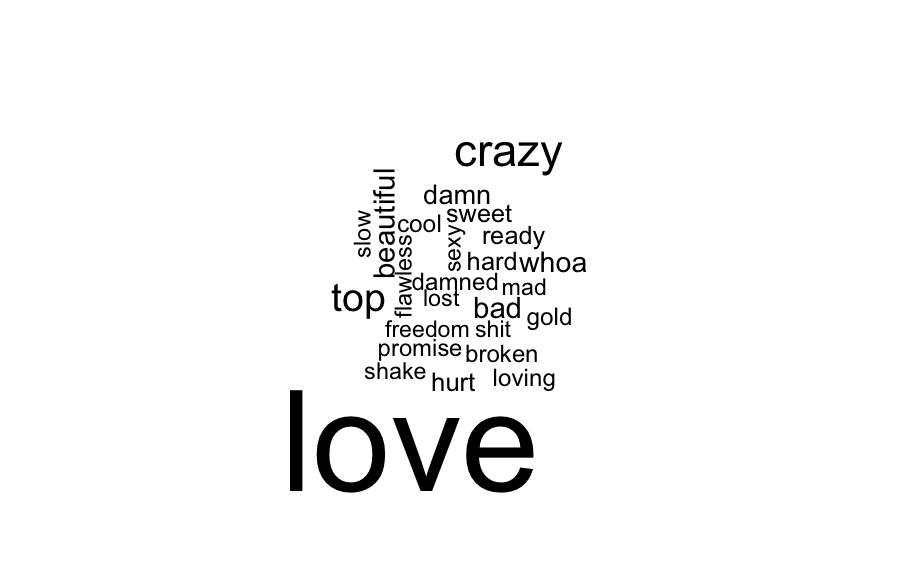 crazy
beautiful
damn
sweet
slow
cool
sexy
ready
flawless
hard
whoa
damned
mad
top
lost
bad
gold
freedom
shit
promise
broken
shake
hurt
loving
love